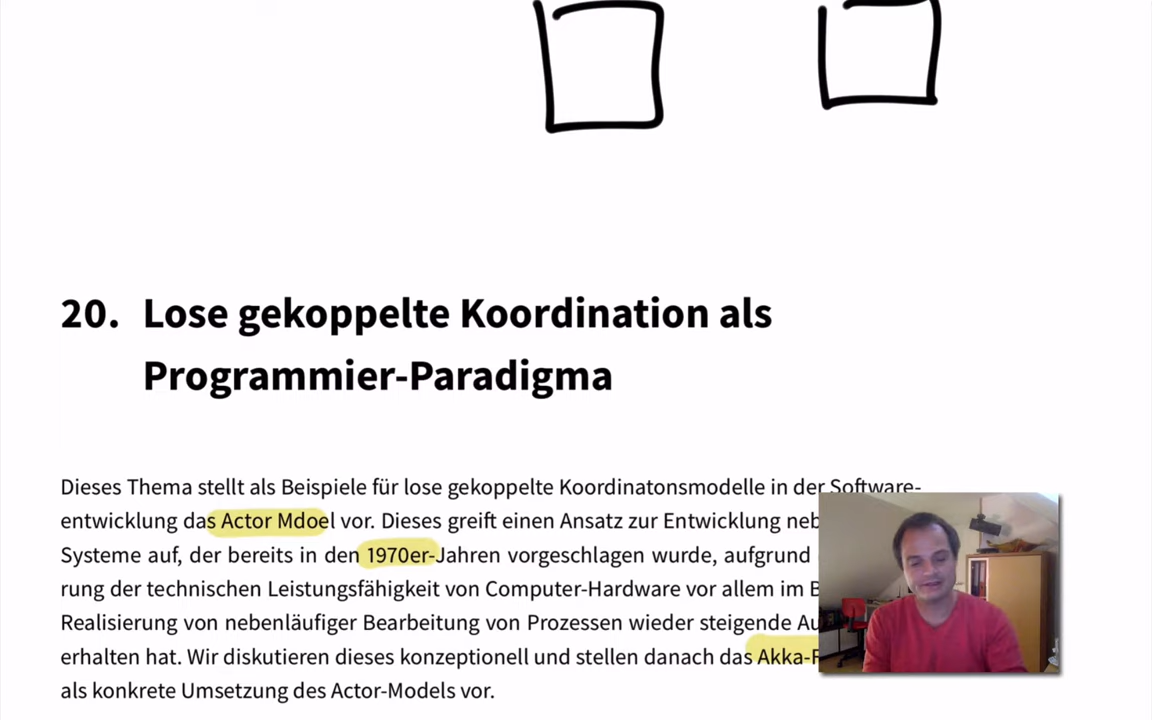 20. Lose gekoppelte Koordination als
Programmier-Paradigma
Dieses Thema stellt als Beispiele für lose gekoppelte Koordinatonsmodelle in der Software-
entwicklung das Actor Mdoel vor. Dieses greift einen Ansatz zur Entwicklung neb
Systeme auf, der bereits in den 1970er-Jahren vorgeschlagen wurde, aufgrund
rung der technischen Leistungsfähigkeit von Computer-Hardware vor allem im B
Realisierung von nebenläufiger Bearbeitung von Prozessen wieder steigende Au
erhalten hat. Wir diskutieren dieses konzeptionell und stellen danach das Akka-F
als konkrete Umsetzung des Actor-Models vor.